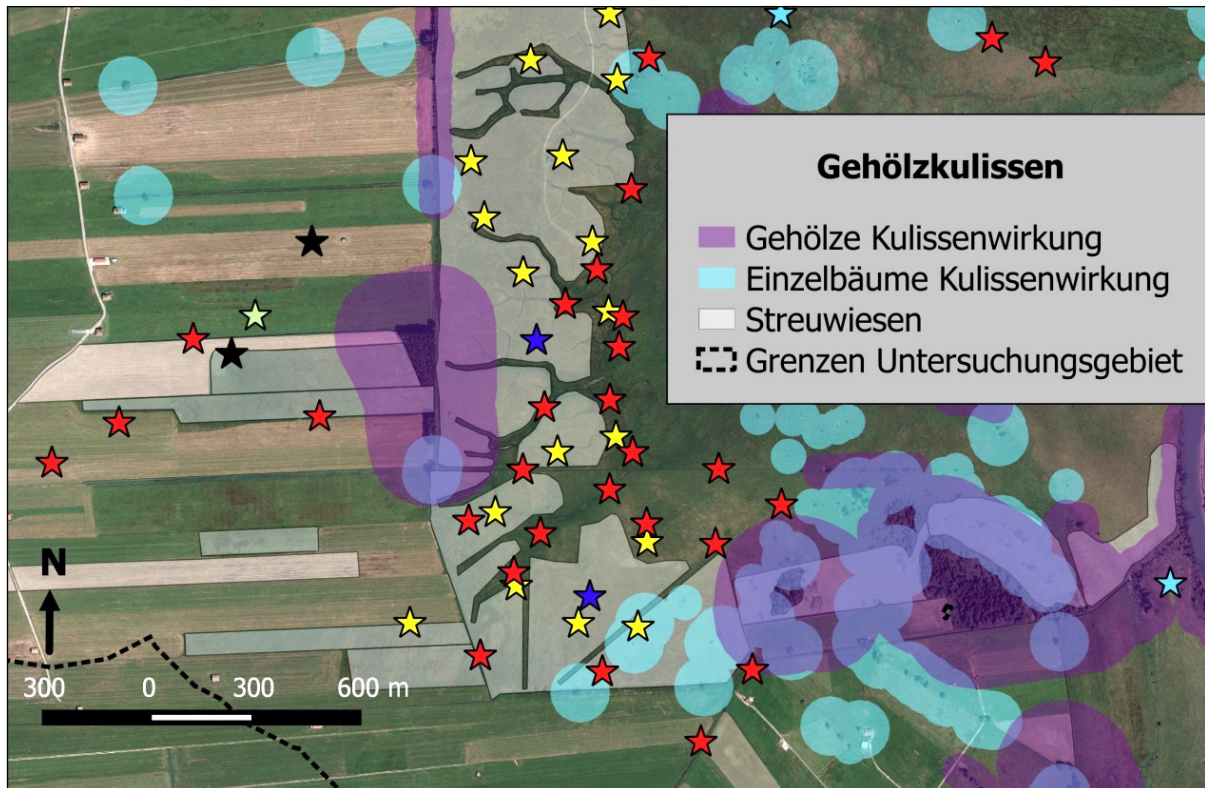 Gehölzkulissen
Gehölze Kulissenwirkung
Einzelbäume Kulissenwirkung
Streuwiesen
Grenzen Untersuchungsgebiet
N
300 0 300 600 m